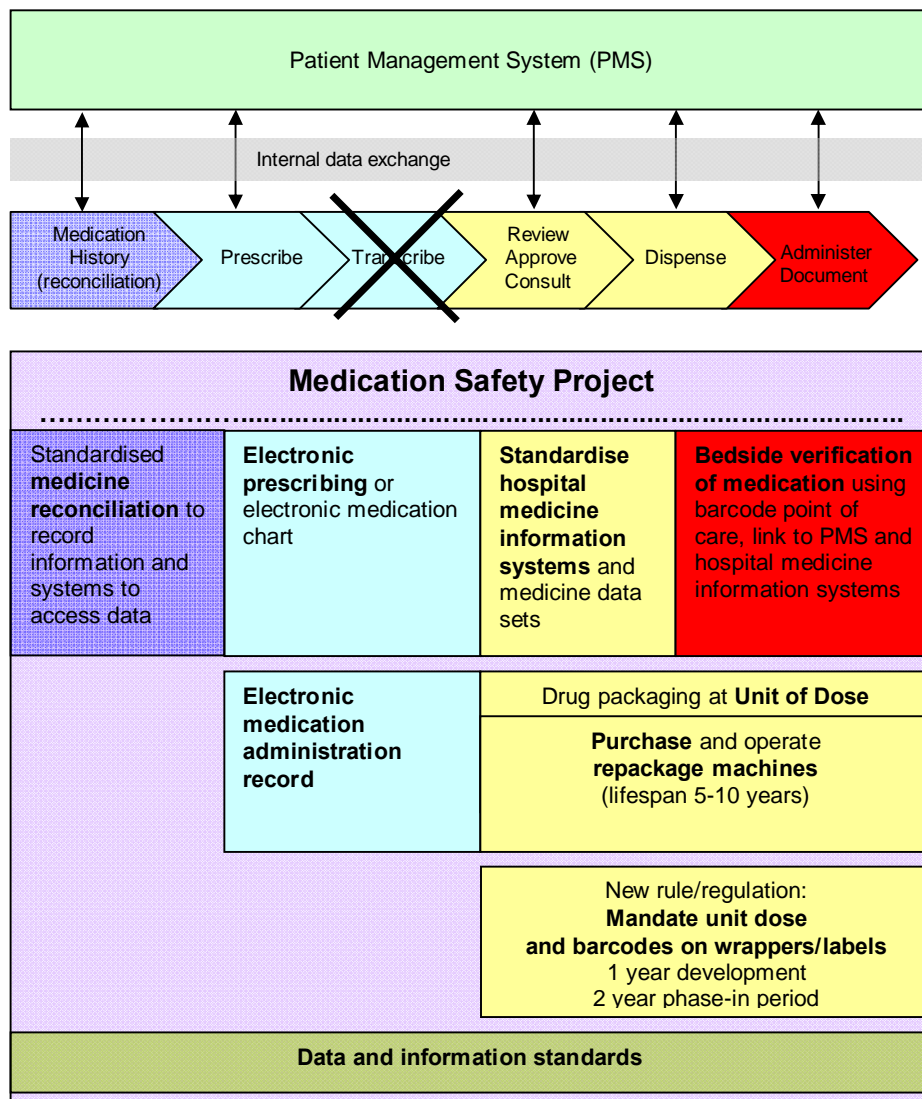 Patient Management System (PMS)
Internal data exchange
Medication
History
(reconciliation)
Prescribe
Transcribe
Review
Approve
Consult
Dispense
Administer
Document
Medication Safety Project
Standardised
medicine
reconciliation to
record
information and
systems to
access data
Electronic
prescribing or
electronic medication
chart
Standardise
hospital
medicine
information
systems and
medicine data
sets
Bedside verification
of medication using
barcode point of
care, link to PMS and
hospital medicine
information systems
Electronic
medication
administration
record
Drug packaging at Unit of Dose
Purchase and operate
repackage machines
(lifespan 5-10 years)
New rule/regulation:
Mandate unit dose
and barcodes on wrappers/labels
1 year development
2 year phase-in period
Data and information standards